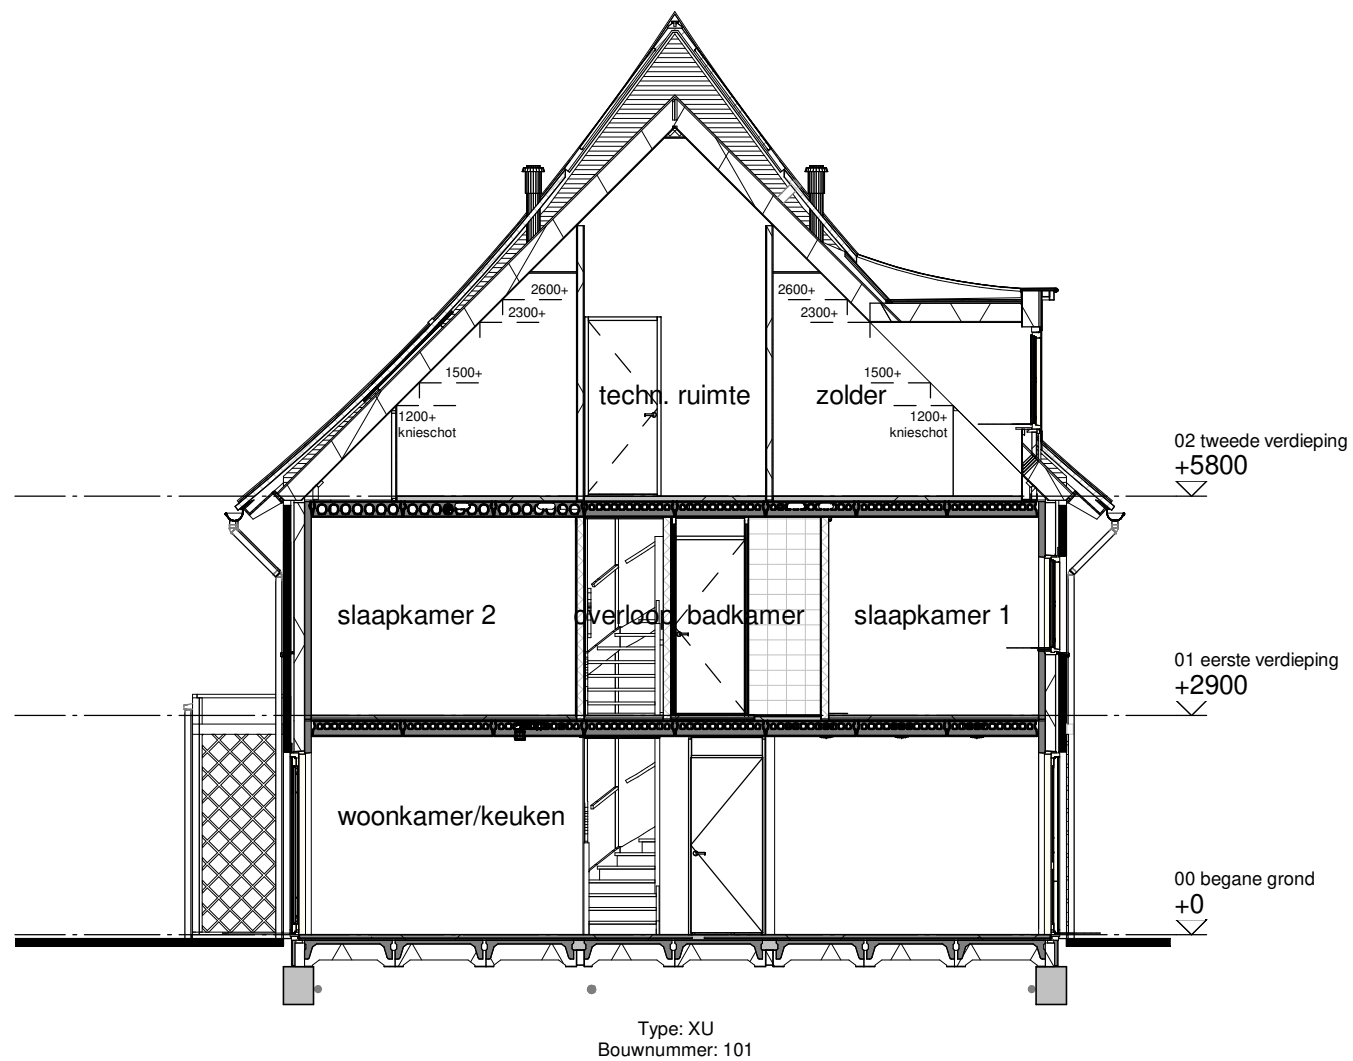 2600+
2300+
1500+
1200+
knieschot
techn. ruimte
2600+
2300+
zolder
1500+
1200+
knieschot
02 tweede verdieping
+5800
slaapkamer 2
overloop
badkamer
slaapkamer 1
01 eerste verdieping
+2900
woonkamer/keuken
00 begane grond
+0
Type: XU
Bouwnummer: 101